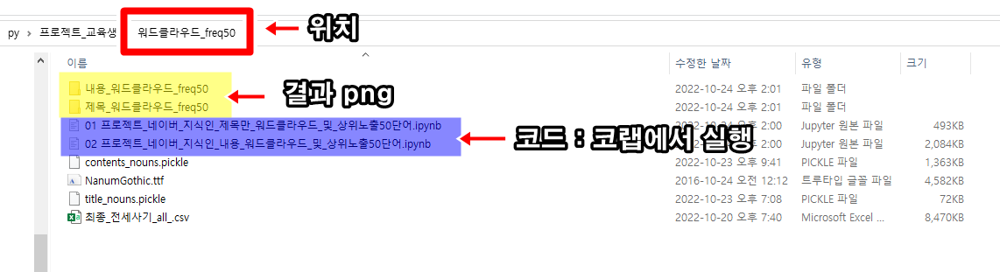 py > 프로젝트_교육생 워드클라우드_freq50 위치
이름 수정한 날짜 유형 크기
내용_워드클라우드_freq50 2022-10-24 오후 2:01 파일 폴더
결과 png
제목_워드클라우드_freq50 2022-10-24 오후 2:01 파일 폴더
01 프로젝트_네이버_지식인_제목만_워드클라우드_및_상위노출50단어.ipynb 2022-10-24 오후 2:00 Jupyter 원본 파일 493KB
코드 : 코랩에서 실행
02 프로젝트_네이버_지식인_내용_워드클라우드_및_상위노출50단어.ipynb 오후 2:00 Jupyter 원본 파일 2,084KB
contents_nouns.pickle 2022-10-23 오후 9:41 PICKLE 파일 1,363KB
NanumGothic.ttf 2016-10-24 오전 12:12 트루타입 글꼴 파일 4,582KB
title_nouns.pickle 2022-10-23 오후 7:08 PICKLE 파일 72KB
최종_전세사기_all_.csv 2022-10-20 오후 7:40 Microsoft Excel ... 8,470KB